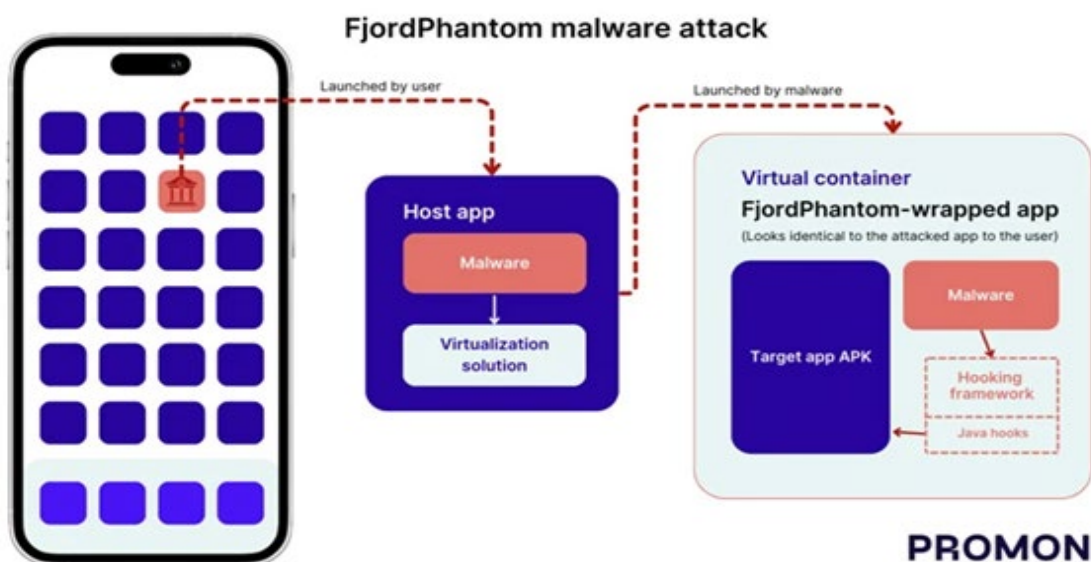 FjordPhantom malware attack
Launched by user
Launched by malware
Host app
Malware
Virtualization
solution
Virtual container
FjordPhantom-wrapped app
(Looks identical to the attacked app to the user)
Target app APK
Malware
Hooking
framework
Java hooks
PROMON